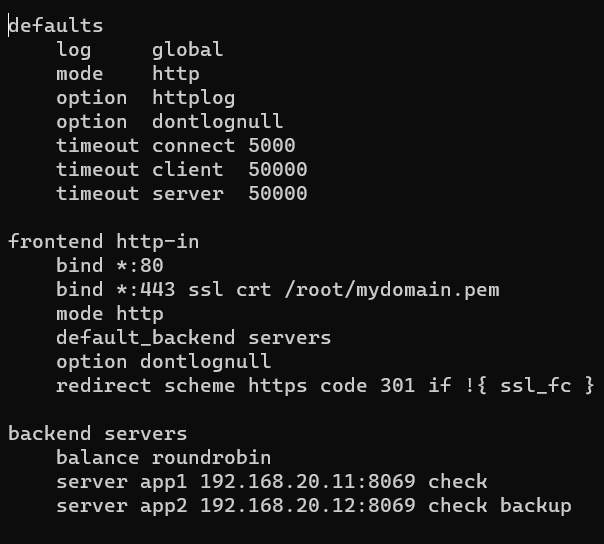 defaults
    log     global
    mode    http
    option  httplog
    option  dontlognull
    timeout connect 5000
    timeout client  50000
    timeout server  50000

frontend http-in
    bind *:80
    bind *:443 ssl crt /root/mydomain.pem
    mode http
    default_backend servers
    option dontlognull
    redirect scheme https code 301 if !{ ssl_fc }

backend servers
    balance roundrobin
    server app1 192.168.20.11:8069 check
    server app2 192.168.20.12:8069 check backup